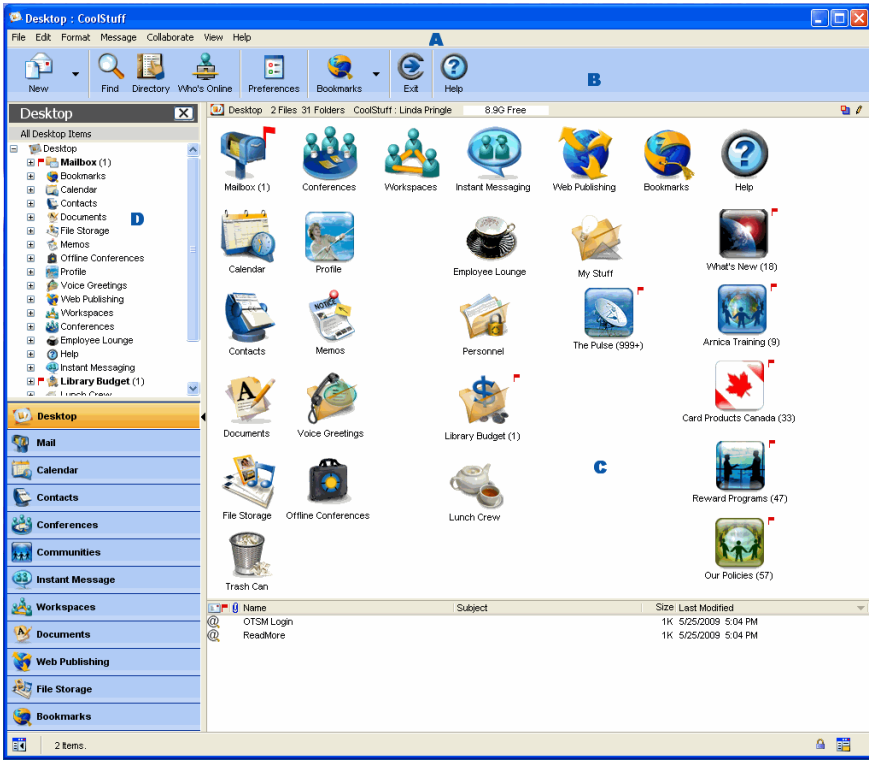 Desktop : CoolStuff
File Edit Format Message Collaborate View Help
A
New Find Directory Who's Online Preferences Bookmarks Exit Help
B
Desktop
All Desktop Items
Desktop
Mailbox (1)
Bookmarks
Calendar
Contacts
Documents
D
File Storage
Memos
Offline Conferences
Profile
Voice Greetings
Web Publishing
Workspaces
Conferences
Employee Lounge
Help
Instant Messaging
Library Budget (1)
Lunch Crew
Desktop
Mail
Calendar
Contacts
Conferences
Communities
Instant Message
Workspaces
Documents
Web Publishing
File Storage
Bookmarks
Desktop 2 Files 31 Folders CoolStuff : Linda Pringle 8.9G Free
Mailbox (1) Conferences Workspaces Instant Messaging Web Publishing Bookmarks Help
Calendar Profile Employee Lounge My Stuff What's New (18)
NOTICE
Contacts Memos Personnel The Pulse (999+) Arnica Training (9)
Card Products Canada (33)
A
Documents Voice Greetings Library Budget (1)
C
Reward Programs (47)
File Storage Offline Conferences Lunch Crew
Trash Can Our Policies (57)
Name Subject Size Last Modified
OTSM Login 1K 5/25/2009 5:04 PM
ReadMore 1K 5/25/2009 5:04 PM
2 Items.